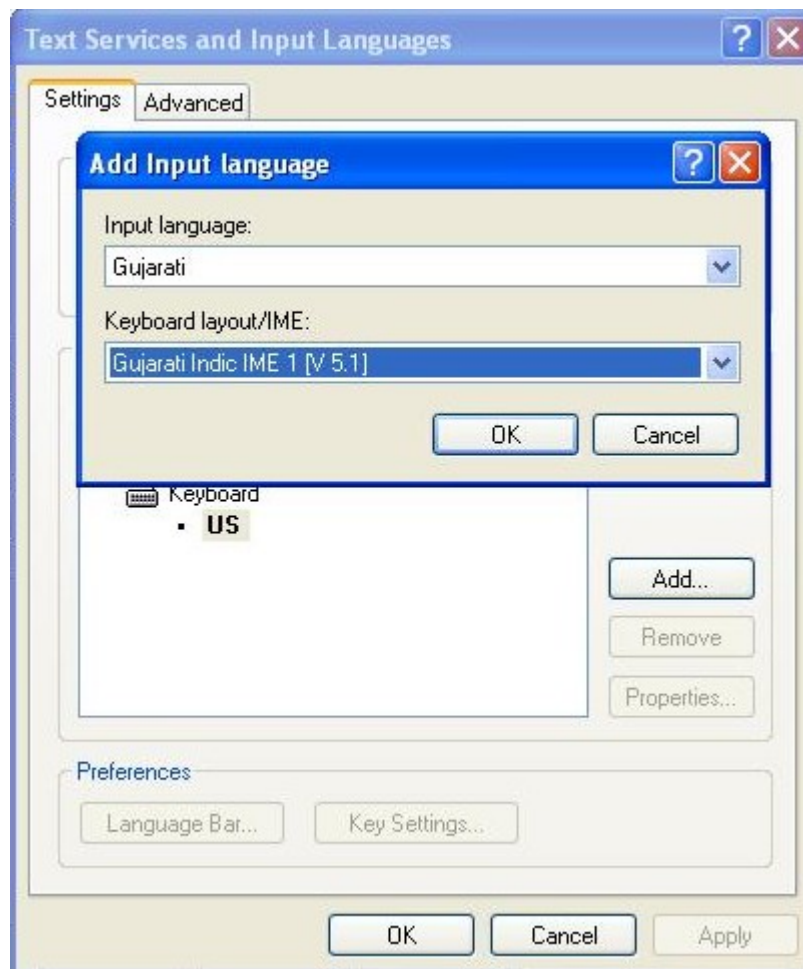 Text Services and Input Languages
Settings Advanced
Add Input language
Input language:
Gujarati
Keyboard layout/IME:
Gujarati Indic IME 1 [V 5.1]
OK Cancel
Keyboard
• US
Add...
Remove
Properties...
Preferences
Language Bar... Key Settings...
OK Cancel Apply